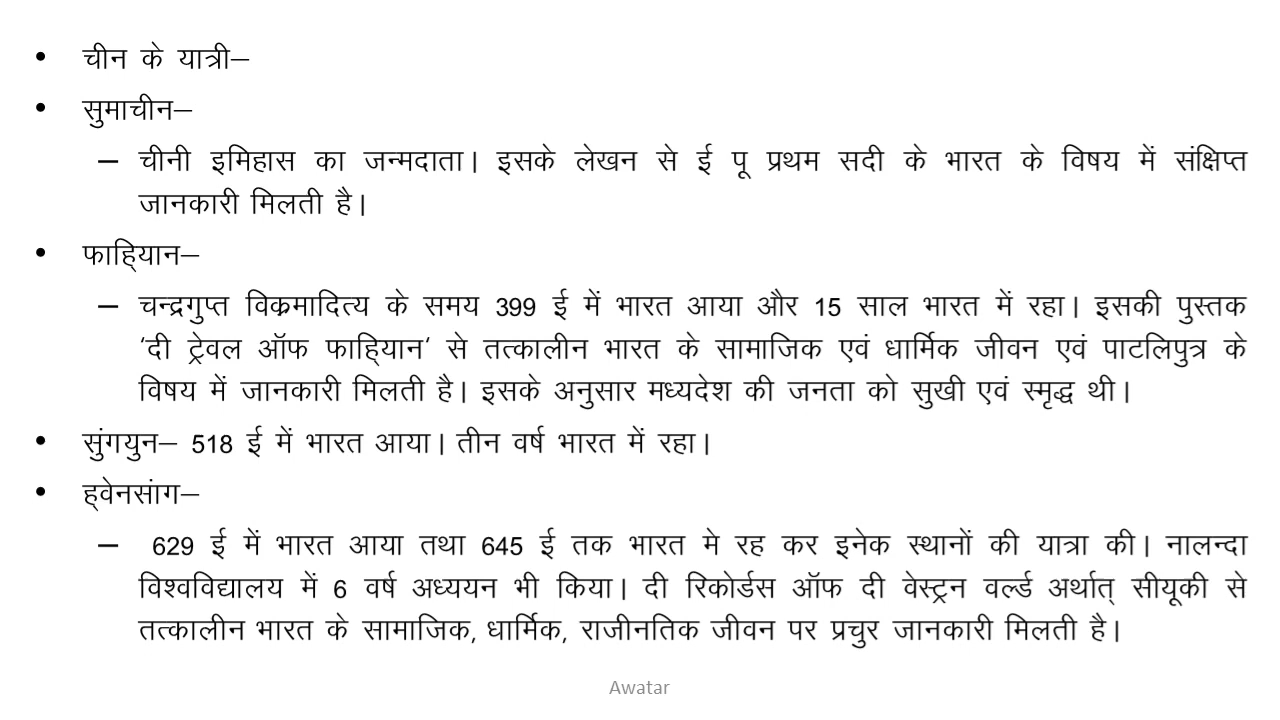 • चीन के यात्री–
• सुमाचीन–
– चीनी इमिहास का जन्मदाता। इसके लेखन से ई पू प्रथम सदी के भारत के विषय में संक्षिप्त
जानकारी मिलती है।
• फाहि्यान–
– चन्द्रगुप्त विक्रमादित्य के समय 399 ई में भारत आया और 15 साल भारत में रहा। इसकी पुस्तक
‘दी ट्रेवल ऑफ फाहि्यान‘ से तत्कालीन भारत के सामाजिक एवं धार्मिक जीवन एवं पाटलिपुत्र के
विषय में जानकारी मिलती है। इसके अनुसार मध्यदेश की जनता को सुखी एवं स्मृद्ध थी।
• सुंगयुन– 518 ई में भारत आया। तीन वर्ष भारत में रहा।
• ह्वेनसांग–
– 629 ई में भारत आया तथा 645 ई तक भारत मे रह कर इनेक स्थानों की यात्रा की। नालन्दा
विश्वविद्यालय में 6 वर्ष अध्ययन भी किया। दी रिकोर्डस ऑफ दी वेस्ट्रन वर्ल्ड अर्थात् सीयूकी से
तत्कालीन भारत के सामाजिक, धार्मिक, राजीनतिक जीवन पर प्रचुर जानकारी मिलती है।
Awatar